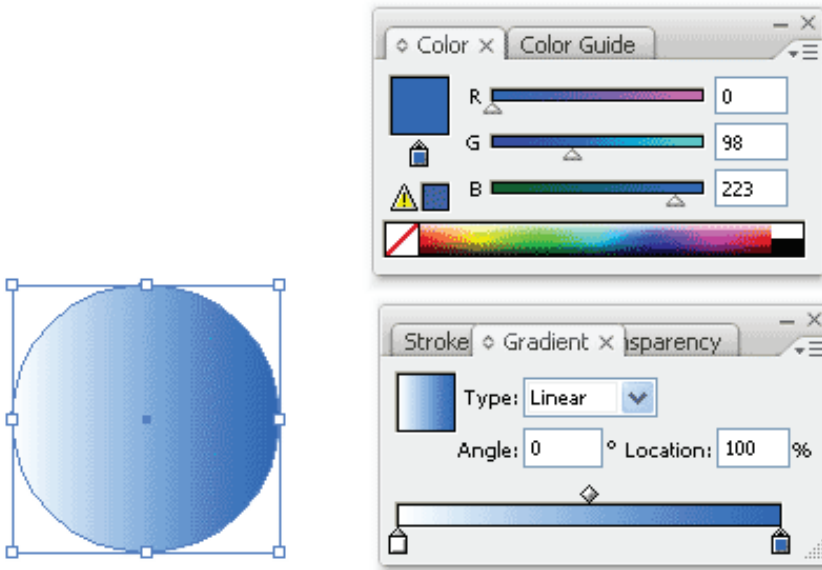 Color × Color Guide
R 0
G 98
B 223
Stroke Gradient × nsparency
Type: Linear
Angle: 0 ° Location: 100 %